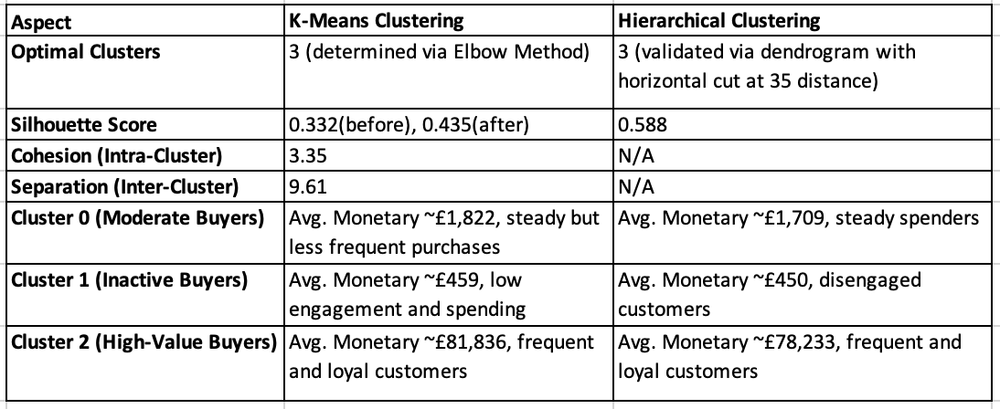 Aspect K-Means Clustering Hierarchical Clustering
Optimal Clusters 3 (determined via Elbow Method) 3 (validated via dendrogram with
horizontal cut at 35 distance)
Silhouette Score 0.332(before), 0.435(after) 0.588
Cohesion (Intra-Cluster) 3.35 N/A
Separation (Inter-Cluster) 9.61 N/A
Cluster 0 (Moderate Buyers) Avg. Monetary ~£1,822, steady but Avg. Monetary ~£1,709, steady spenders
less frequent purchases
Cluster 1 (Inactive Buyers) Avg. Monetary ~£459, low Avg. Monetary ~£450, disengaged
engagement and spending customers
Cluster 2 (High-Value Buyers) Avg. Monetary ~£81,836, frequent Avg. Monetary ~£78,233, frequent and
and loyal customers loyal customers